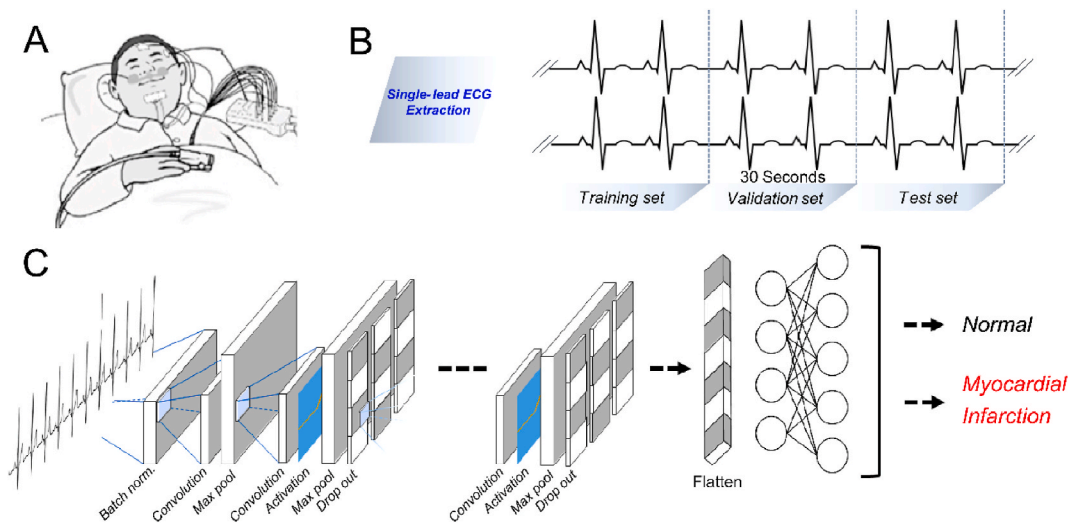 A
B
Single-lead ECG
Extraction
30 Seconds
Training set
Validation set
Test set
C
Batch norm.
Convolution
Max pool
Convolution
Activation
Max pool
Drop out
Convolution
Activation
Max pool
Drop out
Flatten
Normal
Myocardial
Infarction